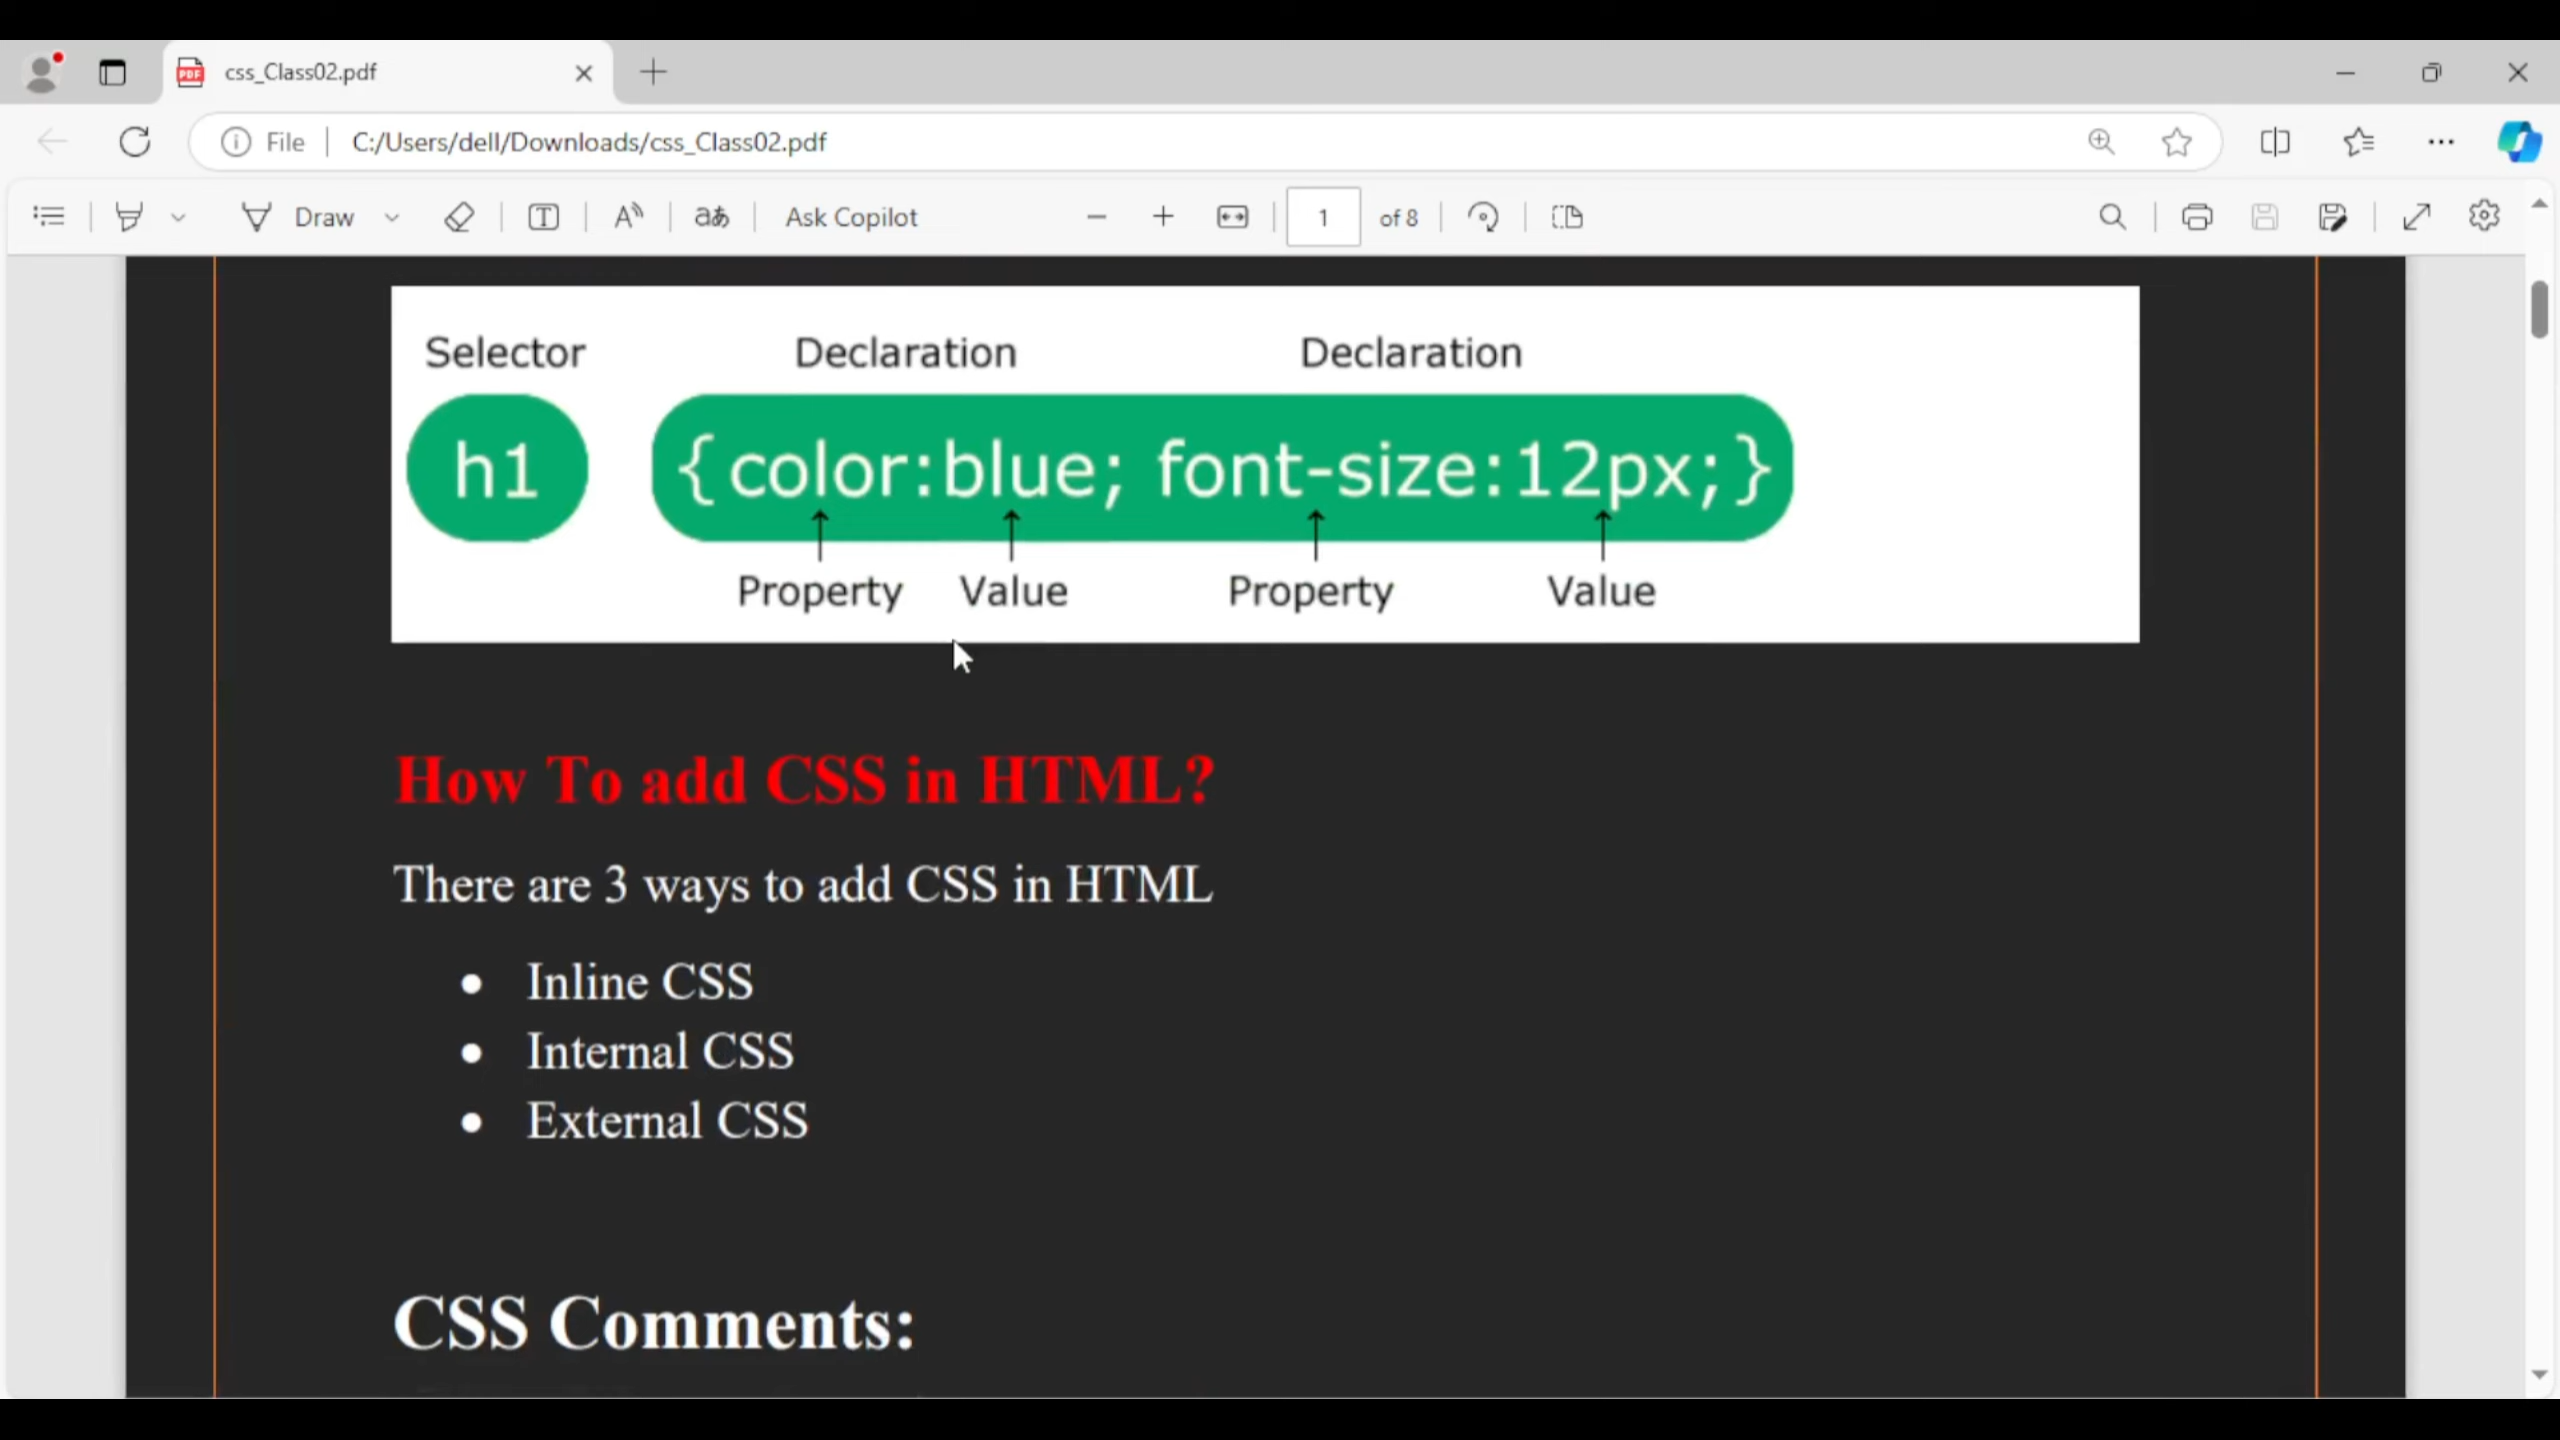 css_Class02.pdf
File C:/Users/dell/Downloads/css_Class02.pdf
Draw Ask Copilot 1 of 8
Selector Declaration Declaration
h1 {color:blue; font-size:12px;}
Property Value Property Value
How To add CSS in HTML?
There are 3 ways to add CSS in HTML
• Inline CSS
• Internal CSS
• External CSS
CSS Comments: